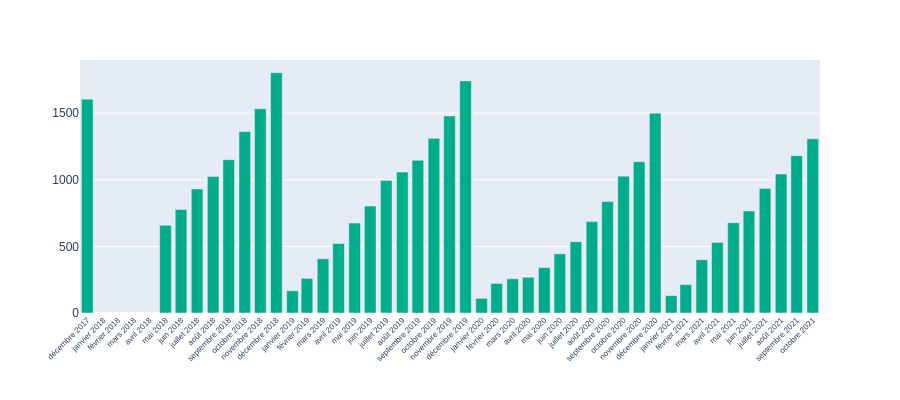 1500
1000
500
0
décembre 2017
janvier 2018
février 2018
mars 2018
avril 2018
mai 2018
juin 2018
juillet 2018
août 2018
septembre 2018
octobre 2018
novembre 2018
décembre 2018
janvier 2019
février 2019
mars 2019
avril 2019
mai 2019
juin 2019
juillet 2019
août 2019
septembre 2019
octobre 2019
novembre 2019
décembre 2019
janvier 2020
février 2020
mars 2020
avril 2020
mai 2020
juin 2020
juillet 2020
août 2020
septembre 2020
octobre 2020
novembre 2020
décembre 2020
janvier 2021
février 2021
mars 2021
avril 2021
mai 2021
juin 2021
juillet 2021
août 2021
septembre 2021
octobre 2021